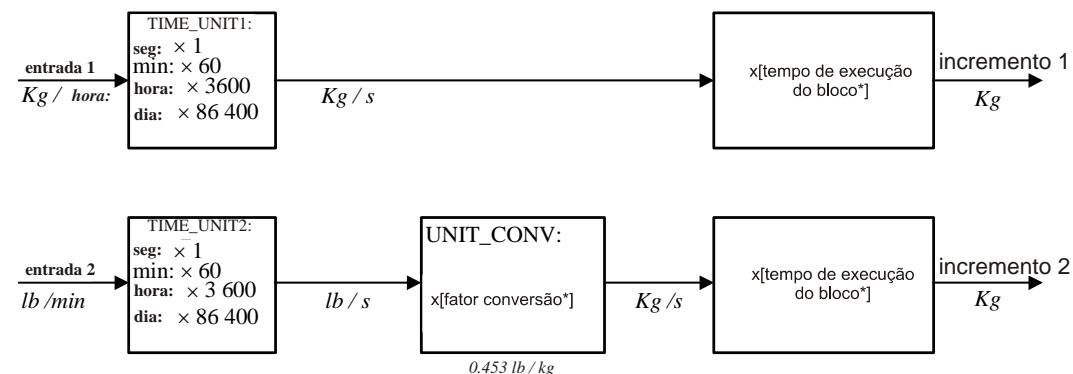 TIME_UNIT1:
seg: × 1
min: × 60
hora: × 3600
dia: × 86 400
entrada 1
Kg / hora:
Kg / s
x[tempo de execução
do bloco*]
incremento 1
Kg
TIME_UNIT2:
seg: × 1
min: × 60
hora: × 3 600
dia: × 86 400
entrada 2
lb /min
lb / s
UNIT_CONV:
x[fator conversão*]
0.453 lb / kg
Kg /s
x[tempo de execução
do bloco*]
incremento 2
Kg